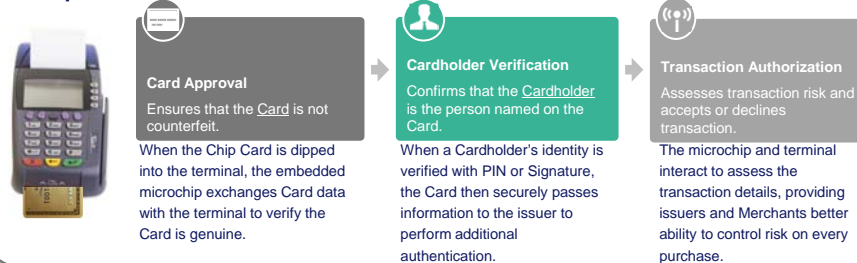 Card Approval
Ensures that the Card is not
counterfeit.
When the Chip Card is dipped
into the terminal, the embedded
microchip exchanges Card data
with the terminal to verify the
Card is genuine.
Cardholder Verification
Confirms that the Cardholder
is the person named on the
Card.
When a Cardholder's identity is
verified with PIN or Signature,
the Card then securely passes
information to the issuer to
perform additional
authentication.
Transaction Authorization
Assesses transaction risk and
accepts or declines
transaction.
The microchip and terminal
interact to assess the
transaction details, providing
issuers and Merchants better
ability to control risk on every
purchase.